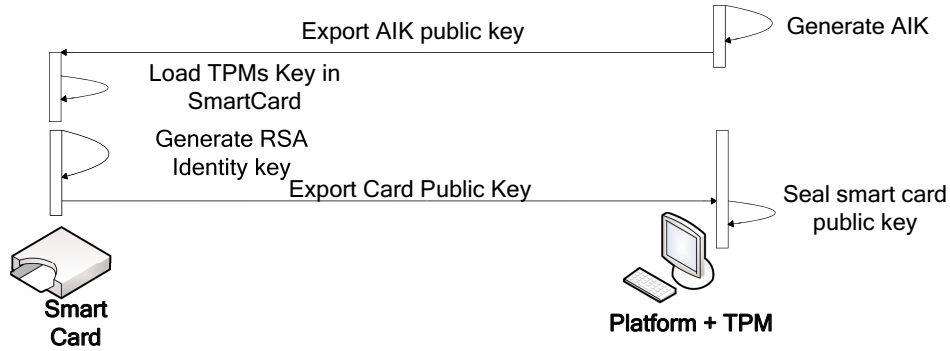 Export AIK public key
Generate AIK
Load TPMs Key in
SmartCard
Generate RSA
Identity key
Export Card Public Key
Seal smart card
public key
Smart
Card
Platform + TPM